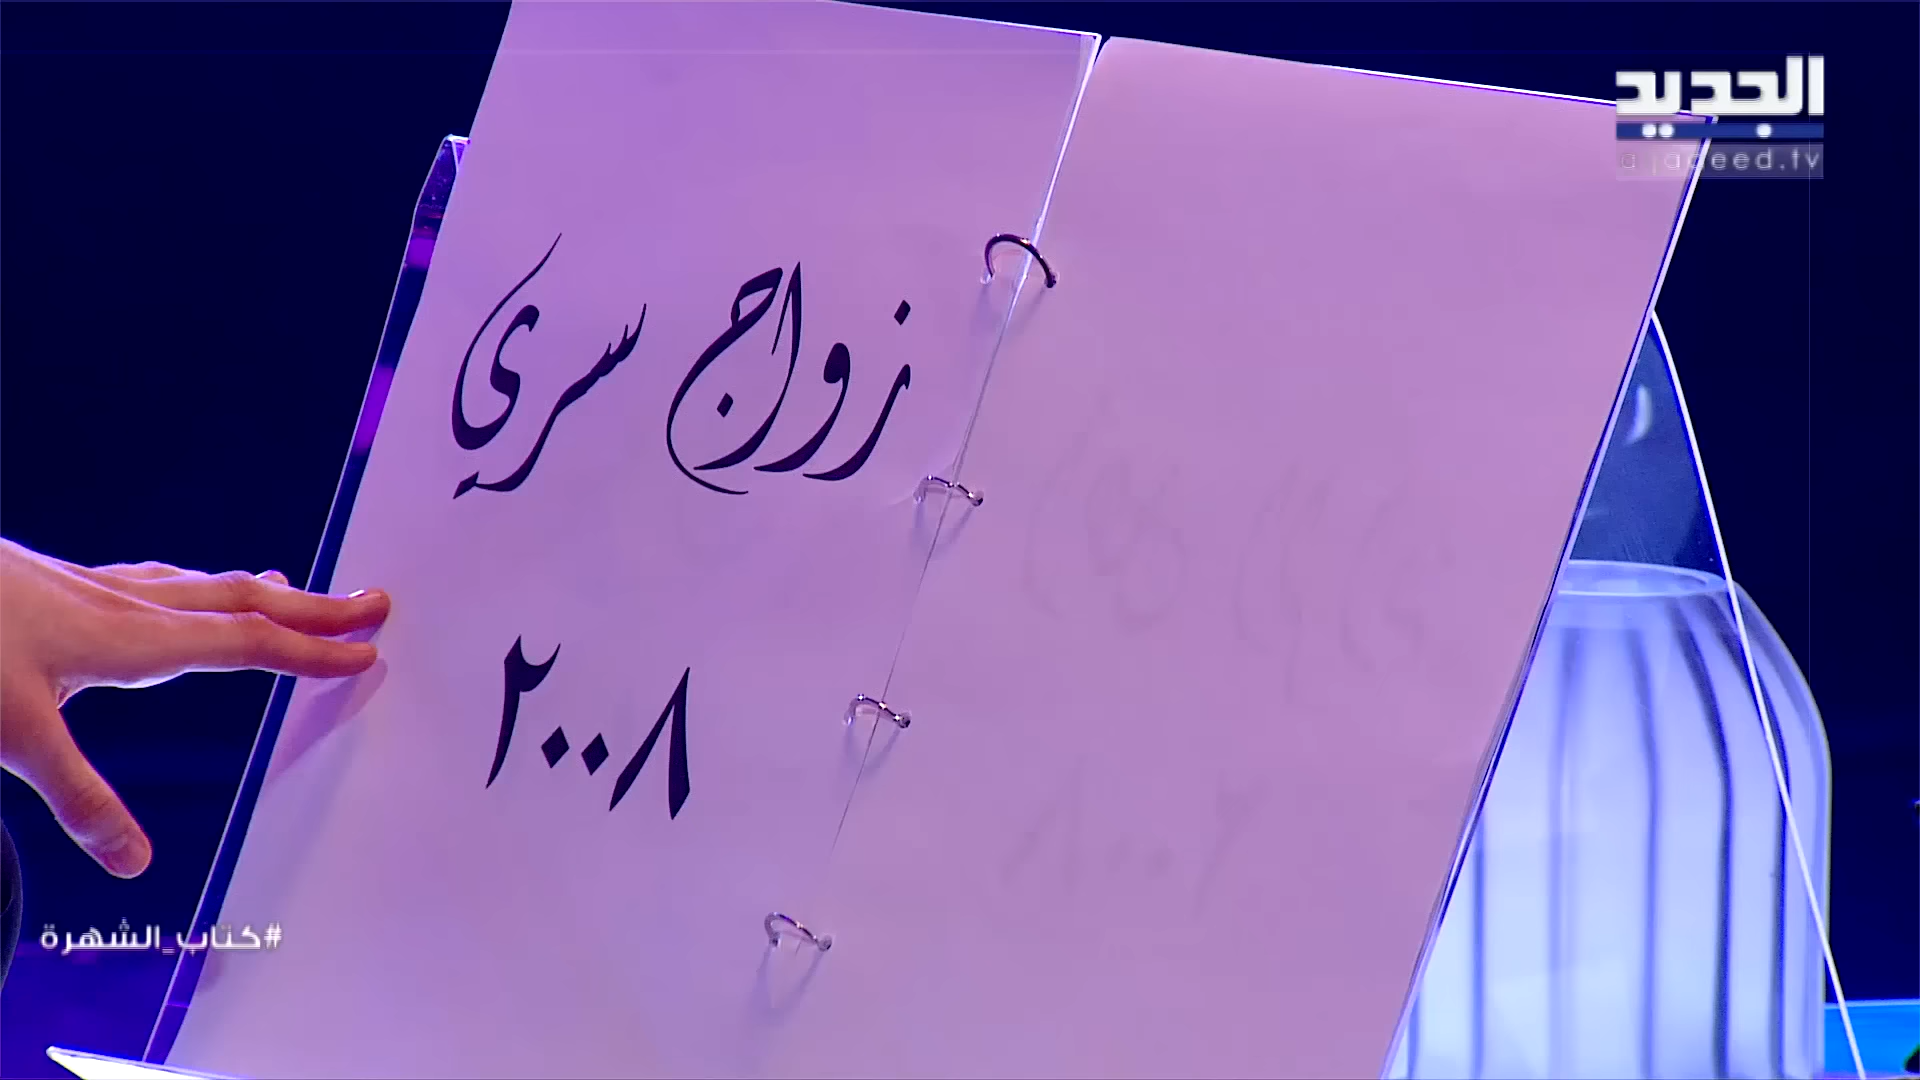 الجديد
aljadeed.tv
زواج سري
٢٠٠٨
#كتاب_الشهرة